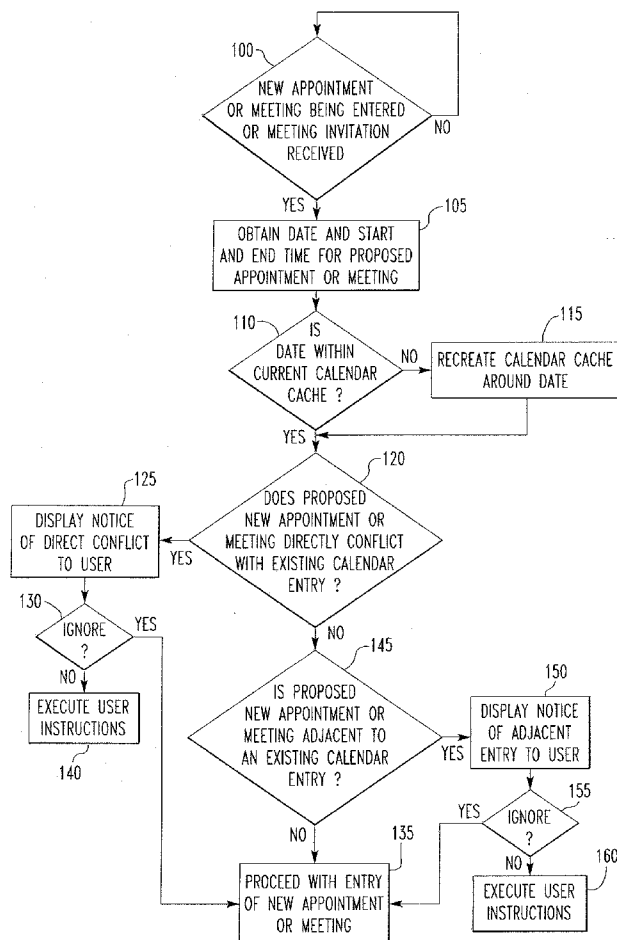 100
NEW APPOINTMENT
OR MEETING BEING ENTERED
OR MEETING INVITATION
RECEIVED
NO
YES
105
OBTAIN DATE AND START
AND END TIME FOR PROPOSED
APPOINTMENT OR MEETING
110
IS
DATE WITHIN
CURRENT CALENDAR
CACHE ?
NO
115
RECREATE CALENDAR CACHE
AROUND DATE
YES
120
DOES PROPOSED
NEW APPOINTMENT OR
MEETING DIRECTLY CONFLICT
WITH EXISTING CALENDAR
ENTRY ?
YES
125
DISPLAY NOTICE
OF DIRECT CONFLICT
TO USER
130
IGNORE
?
YES
NO
EXECUTE USER
INSTRUCTIONS
140
NO
145
IS PROPOSED
NEW APPOINTMENT OR
MEETING ADJACENT TO
AN EXISTING CALENDAR
ENTRY ?
YES
150
DISPLAY NOTICE
OF ADJACENT
ENTRY TO USER
155
IGNORE
?
YES
NO
EXECUTE USER
INSTRUCTIONS
160
NO
135
PROCEED WITH ENTRY
OF NEW APPOINTMENT
OR MEETING